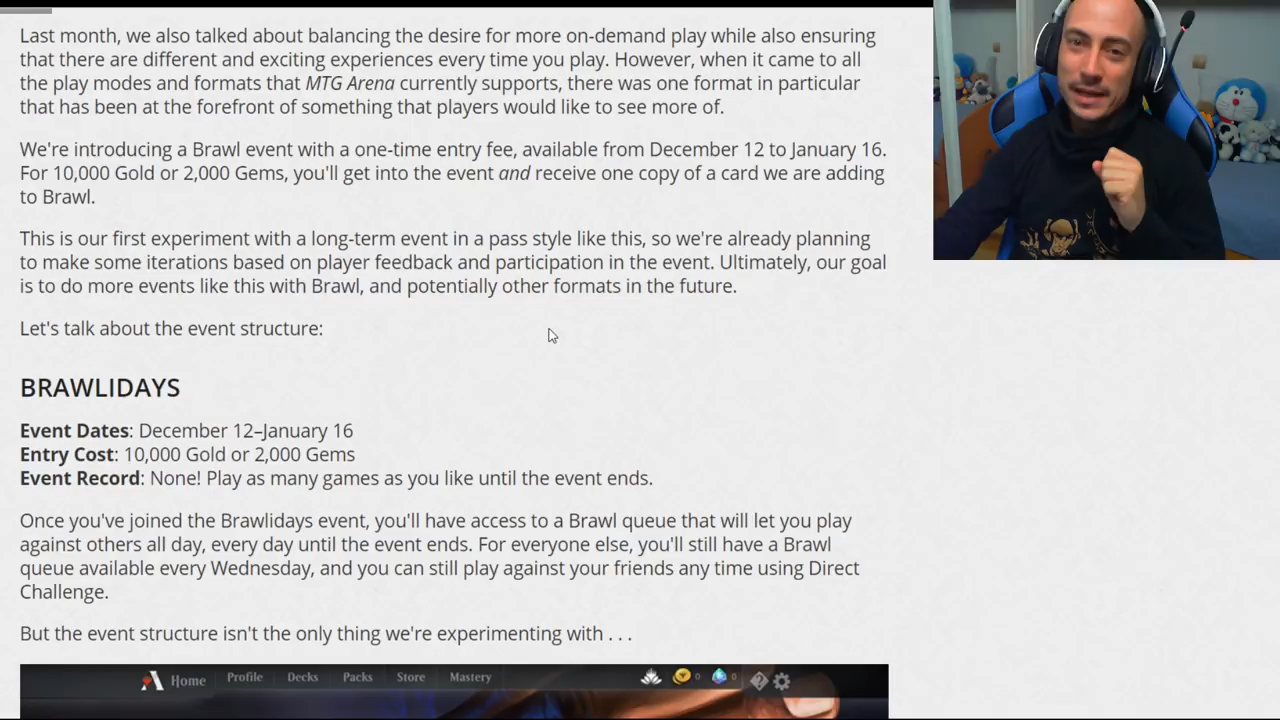 Last month, we also talked about balancing the desire for more on-demand play while also ensuring
that there are different and exciting experiences every time you play. However, when it came to all
the play modes and formats that MTG Arena currently supports, there was one format in particular
that has been at the forefront of something that players would like to see more of.
We're introducing a Brawl event with a one-time entry fee, available from December 12 to January 16.
For 10,000 Gold or 2,000 Gems, you'll get into the event and receive one copy of a card we are adding
to Brawl.
This is our first experiment with a long-term event in a pass style like this, so we're already planning
to make some iterations based on player feedback and participation in the event. Ultimately, our goal
is to do more events like this with Brawl, and potentially other formats in the future.
Let's talk about the event structure:
BRAWLIDAYS
Event Dates: December 12–January 16
Entry Cost: 10,000 Gold or 2,000 Gems
Event Record: None! Play as many games as you like until the event ends.
Once you've joined the Brawlidays event, you'll have access to a Brawl queue that will let you play
against others all day, every day until the event ends. For everyone else, you'll still have a Brawl
queue available every Wednesday, and you can still play against your friends any time using Direct
Challenge.
But the event structure isn't the only thing we're experimenting with . . .
Home Profile Decks Packs Store Mastery 0 0